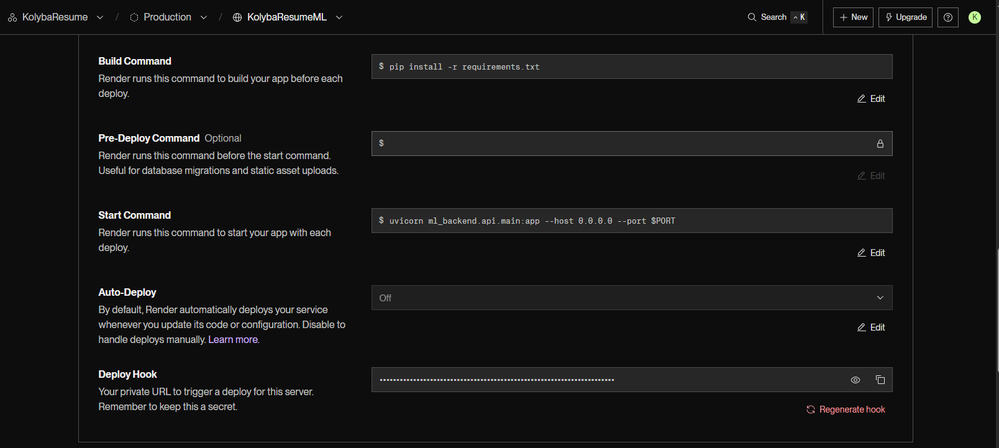 KolybaResume / Production / KolybaResumeML
Search ^ K
+ New
Upgrade
K
Build Command
Render runs this command to build your app before each
deploy.
$ pip install -r requirements.txt
Edit
Pre-Deploy Command Optional
Render runs this command before the start command.
Useful for database migrations and static asset uploads.
$
Edit
Start Command
Render runs this command to start your app with each
deploy.
$ uvicorn ml_backend.api.main:app --host 0.0.0.0 --port $PORT
Edit
Auto-Deploy
By default, Render automatically deploys your service
whenever you update its code or configuration. Disable to
handle deploys manually. Learn more.
Off
Edit
Deploy Hook
Your private URL to trigger a deploy for this server.
Remember to keep this a secret.
Regenerate hook